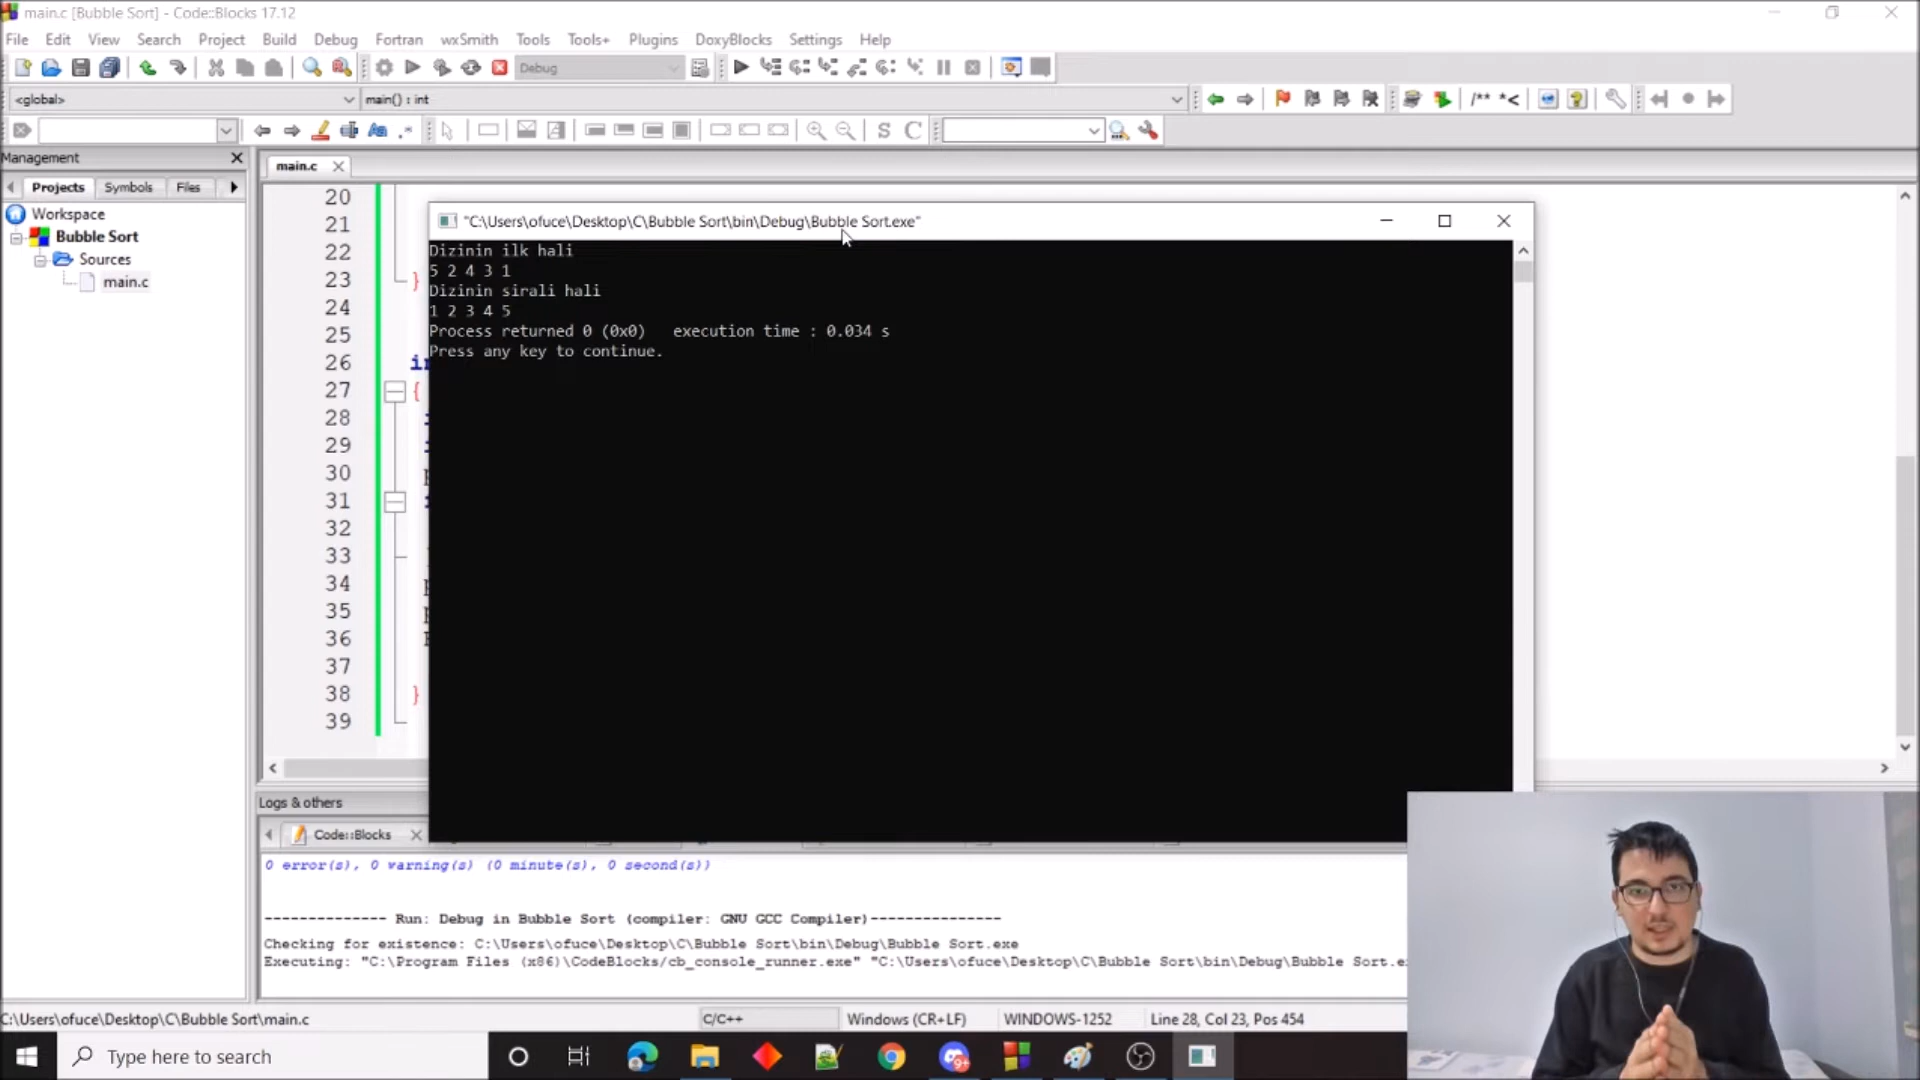 main.c [Bubble Sort] - Code::Blocks 17.12
File Edit View Search Project Build Debug Fortran wxSmith Tools Tools+ Plugins DoxyBlocks Settings Help
Debug
<global> main() : int
/** *<
.*
S C
Management
Projects Symbols Files
Workspace
Bubble Sort
Sources
main.c
main.c
20
21
22
23 }
24
25
26
27 {
28
29
30
31
32
33
34
35
36
37
38 }
39
"C:\Users\ofuce\Desktop\C\Bubble Sort\bin\Debug\Bubble Sort.exe"
Dizinin ilk hali
5 2 4 3 1
Dizinin sirali hali
1 2 3 4 5
Process returned 0 (0x0) execution time : 0.034 s
Press any key to continue.
Logs & others
Code::Blocks
0 error(s), 0 warning(s) (0 minute(s), 0 second(s))
-------------- Run: Debug in Bubble Sort (compiler: GNU GCC Compiler)---------------
Checking for existence: C:\Users\ofuce\Desktop\C\Bubble Sort\bin\Debug\Bubble Sort.exe
Executing: "C:\Program Files (x86)\CodeBlocks/cb_console_runner.exe" "C:\Users\ofuce\Desktop\C\Bubble Sort\bin\Debug\Bubble Sort.e
C:\Users\ofuce\Desktop\C\Bubble Sort\main.c C/C++ Windows (CR+LF) WINDOWS-1252 Line 28, Col 23, Pos 454
Type here to search